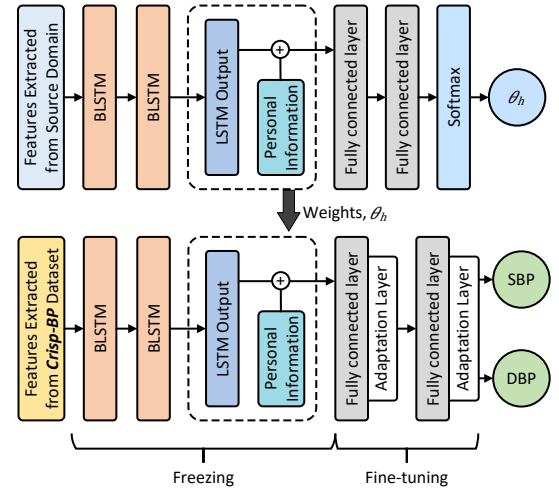 Features Extracted
from Source Domain
BLSTM
BLSTM
LSTM Output
+
Personal
Information
Fully connected layer
Fully connected layer
Softmax
θh
Weights, θh
Features Extracted
from Crisp-BP Dataset
BLSTM
BLSTM
LSTM Output
+
Personal
Information
Fully connected layer
Adaptation Layer
Fully connected layer
Adaptation Layer
SBP
DBP
Freezing
Fine-tuning